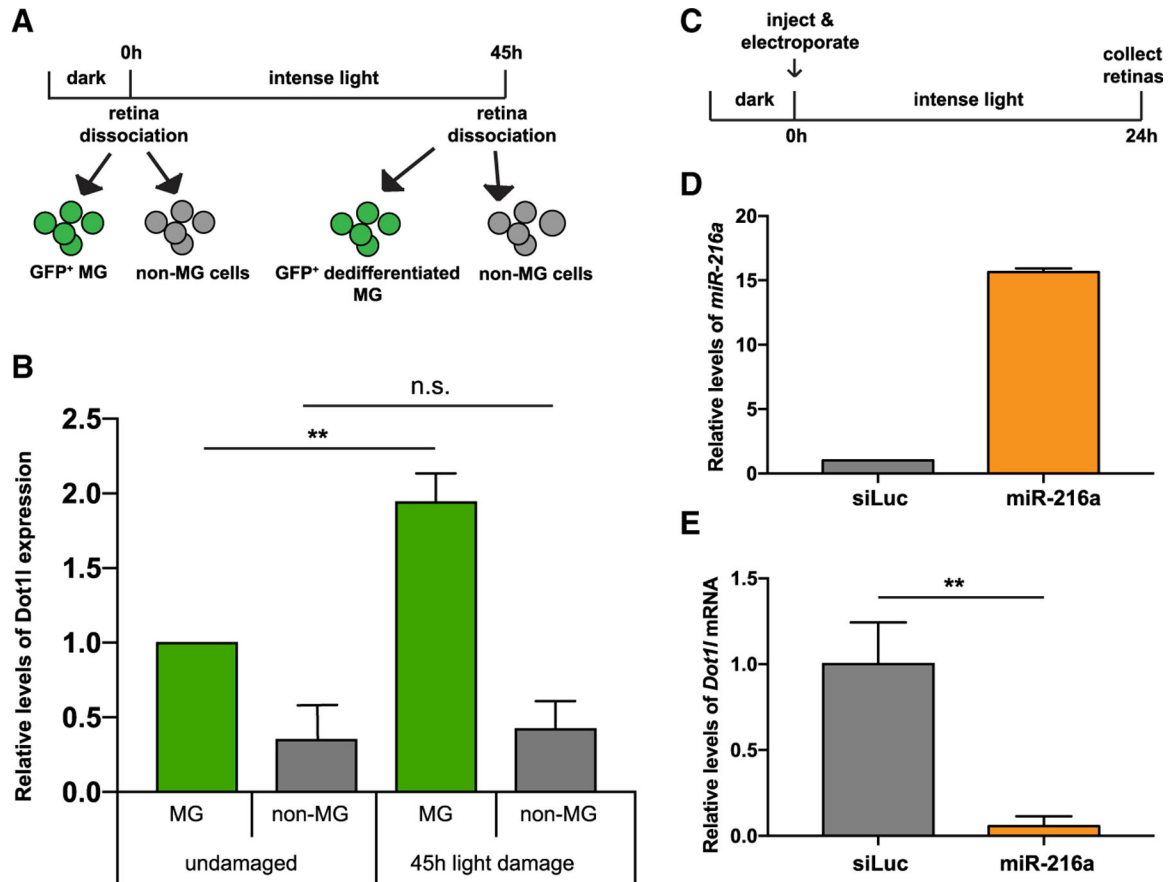 A
0h
45h
dark
intense light
retina
dissociation
retina
dissociation
GFP⁺ MG
non-MG cells
GFP⁺ dedifferentiated
MG
non-MG cells
B
Relative levels of Dot1l expression
2.5
2.0
1.5
1.0
0.5
0.0
n.s.
**
MG
non-MG
MG
non-MG
undamaged
45h light damage
C
inject &
electroporate
collect
retinas
dark
intense light
0h
24h
D
Relative levels of miR-216a
20
15
10
5
0
siLuc
miR-216a
E
Relative levels of Dot1l mRNA
1.5
1.0
0.5
0.0
**
siLuc
miR-216a